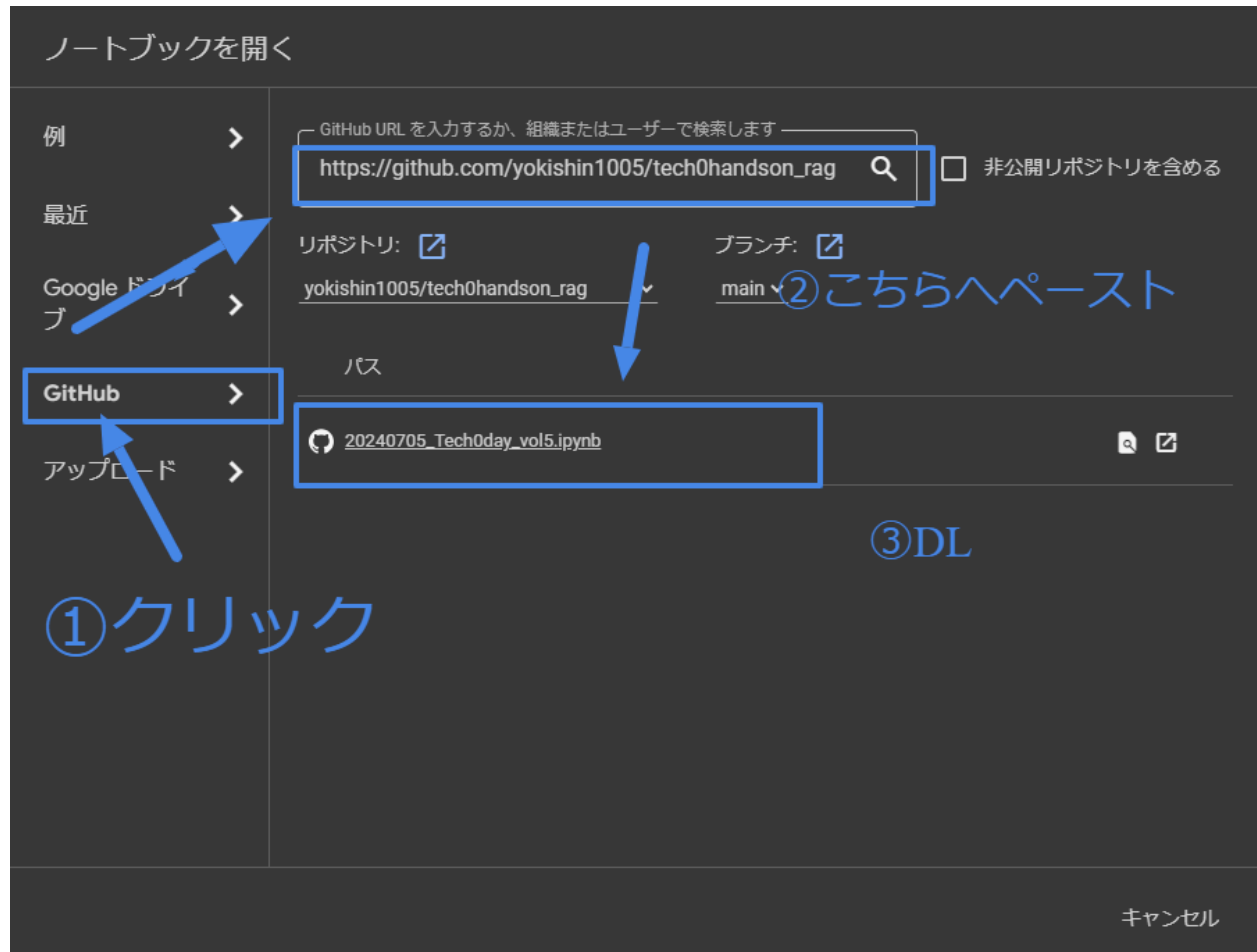 ノートブックを開く
例
最近
Google ドライ
ブ
GitHub
アップロード
GitHub URL を入力するか、組織またはユーザーで検索します
https://github.com/yokishin1005/tech0handson_rag
非公開リポジトリを含める
リポジトリ:
ブランチ:
yokishin1005/tech0handson_rag
main
②こちらへペースト
パス
20240705_Tech0day_vol5.ipynb
③DL
①クリック
キャンセル